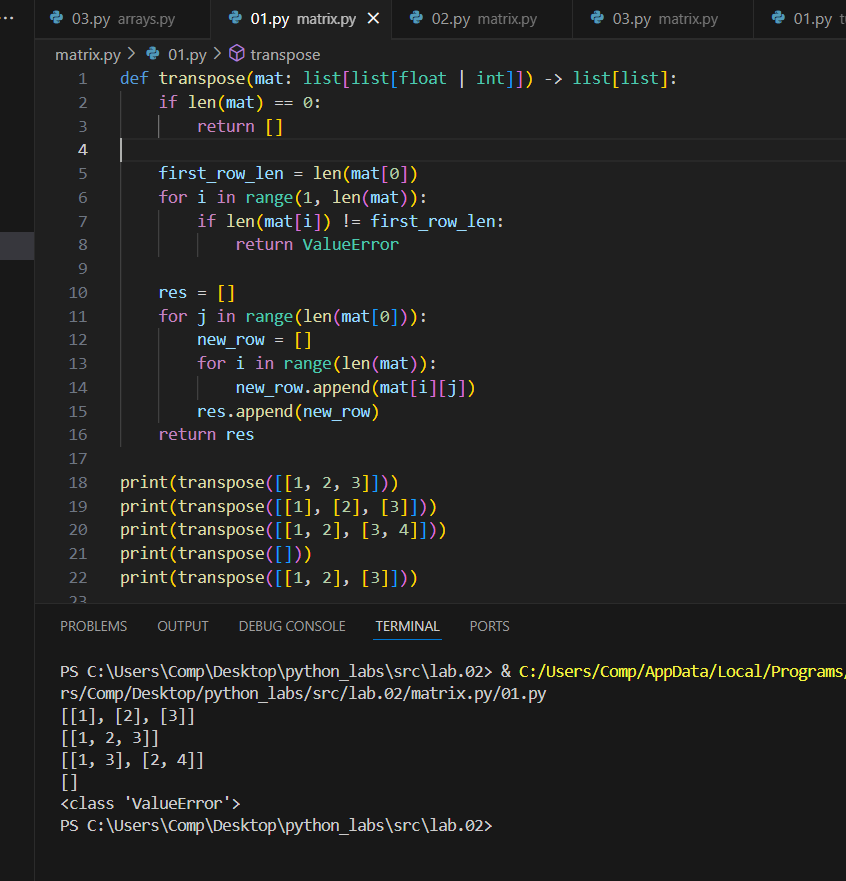 ... 03.py arrays.py 01.py matrix.py × 02.py matrix.py 03.py matrix.py 01.py
matrix.py > 01.py > transpose
1 def transpose(mat: list[list[float | int]]) -> list[list]:
2     if len(mat) == 0:
3         return []
4
5     first_row_len = len(mat[0])
6     for i in range(1, len(mat)):
7         if len(mat[i]) != first_row_len:
8             return ValueError
9
10     res = []
11     for j in range(len(mat[0])):
12         new_row = []
13         for i in range(len(mat)):
14             new_row.append(mat[i][j])
15         res.append(new_row)
16     return res
17
18 print(transpose([[1, 2, 3]]))
19 print(transpose([[1], [2], [3]]))
20 print(transpose([[1, 2], [3, 4]]))
21 print(transpose([]))
22 print(transpose([[1, 2], [3]]))
23
PROBLEMS OUTPUT DEBUG CONSOLE TERMINAL PORTS
PS C:\Users\Comp\Desktop\python_labs\src\lab.02> & C:/Users/Comp/AppData/Local/Programs/
rs/Comp/Desktop/python_labs/src/lab.02/matrix.py/01.py
[[1], [2], [3]]
[[1, 2, 3]]
[[1, 3], [2, 4]]
[]
<class 'ValueError'>
PS C:\Users\Comp\Desktop\python_labs\src\lab.02>